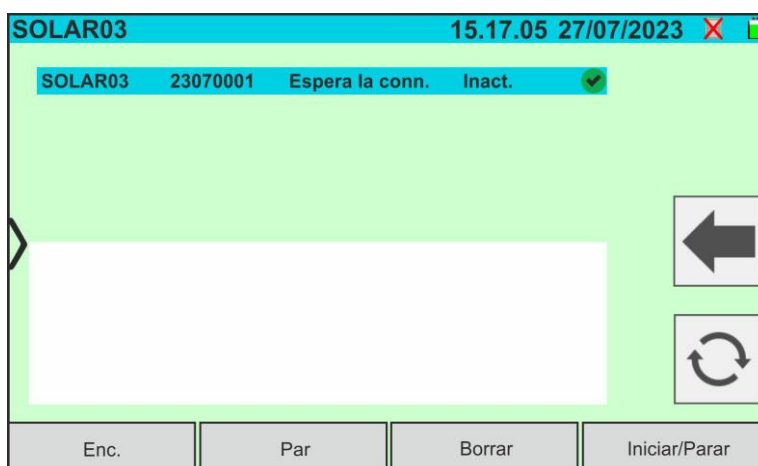 SOLAR03 15.17.05 27/07/2023
SOLAR03 23070001 Espera la conn. Inact.
Enc. Par Borrar Iniciar/Parar